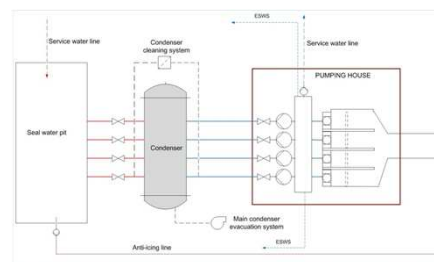 ESWS
Service water line
Condenser
cleaning system
Service water line
PUMPING HOUSE
Seal water pit
Condenser
Main condenser
evacuation system
ESWS
Anti-icing line